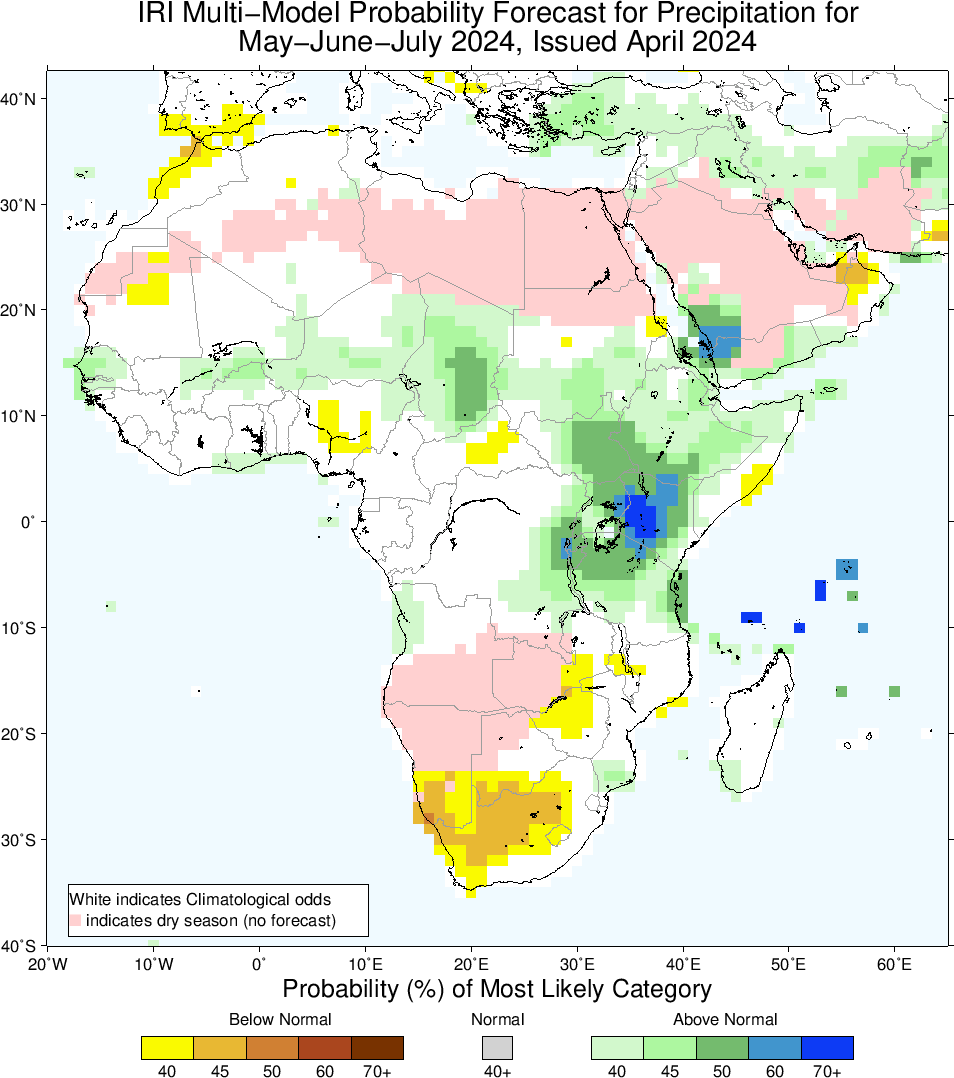 IRI Multi−Model Probability Forecast for Precipitation for
May−June−July 2024, Issued April 2024
40°N
30°N
20°N
10°N
0°
10°S
20°S
30°S
40°S
White indicates Climatological odds
indicates dry season (no forecast)
20°W 10°W 0° 10°E 20°E 30°E 40°E 50°E 60°E
Probability (%) of Most Likely Category
Below Normal Normal Above Normal
40 45 50 60 70+ 40+ 40 45 50 60 70+